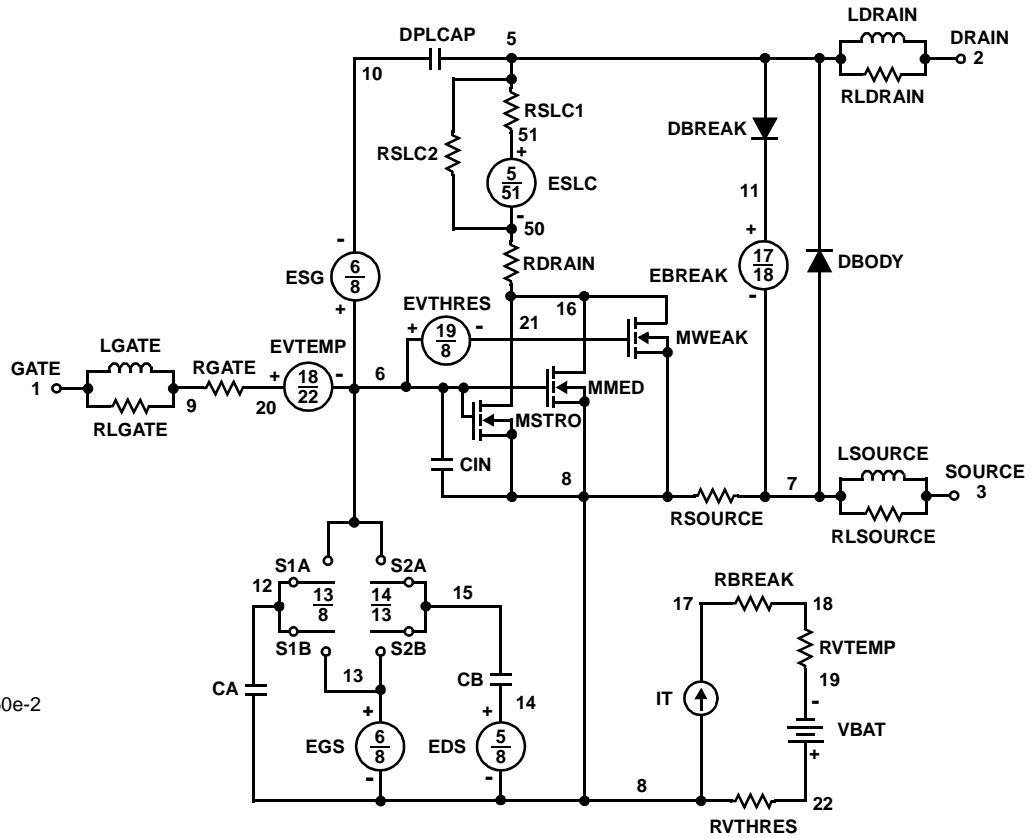 LDRAIN
DPLCAP 5 DRAIN
10 2
RSLC1 RLDRAIN
51 DBREAK
RSLC2 +
5
51 ESLC
11
- 50
- +
RDRAIN 17
18 DBODY
6
8 ESG EBREAK
+ EVTHRES 16 -
+ 19
8 - 21
MWEAK
LGATE EVTEMP
GATE RGATE
1 + 18
22 - 6
9 20 MMED
RLGATE MSTRO
LSOURCE
CIN 8 7 SOURCE
3
RSOURCE
RLSOURCE
S1A S2A
12 13
8 14
13 15
RBREAK
17 18
S1B S2B
RVTEMP
13 CB 19
CA 14 IT -
0e-2
+ + VBAT
EGS 6
8 EDS 5
8 +
- - 8 22
RVTHRES